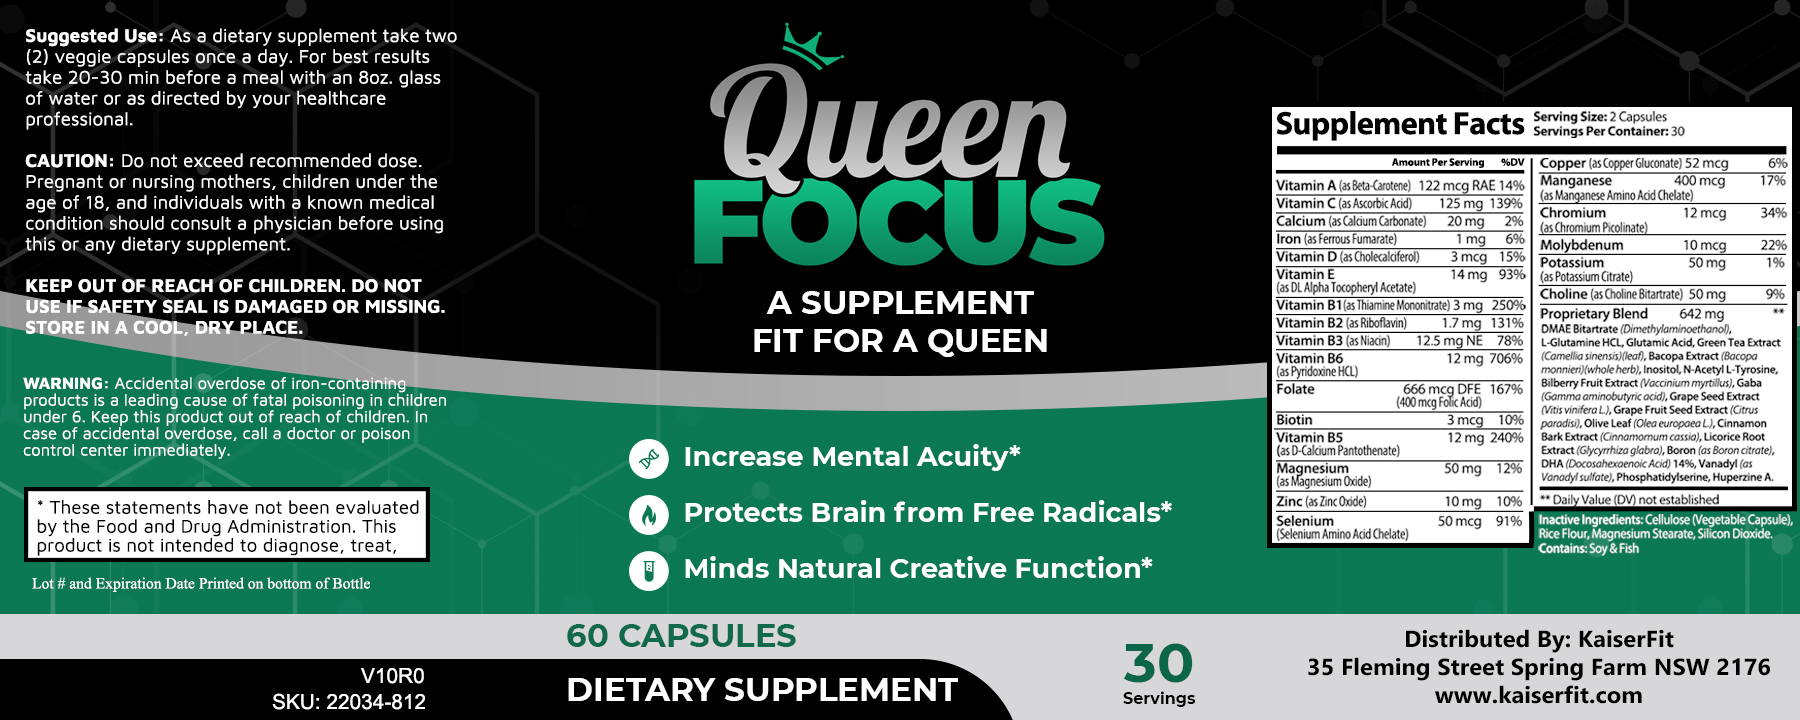 Suggested Use: As a dietary supplement take two
(2) veggie capsules once a day. For best results
take 20-30 min before a meal with an 8oz. glass
of water or as directed by your healthcare
professional.
CAUTION: Do not exceed recommended dose.
Pregnant or nursing mothers, children under the
age of 18, and individuals with a known medical
condition should consult a physician before using
this or any dietary supplement.
KEEP OUT OF REACH OF CHILDREN. DO NOT
USE IF SAFETY SEAL IS DAMAGED OR MISSING.
STORE IN A COOL, DRY PLACE.
WARNING: Accidental overdose of iron-containing
products is a leading cause of fatal poisoning in children
under 6. Keep this product out of reach of children. In
case of accidental overdose, call a doctor or poison
control center immediately.
* These statements have not been evaluated
by the Food and Drug Administration. This
product is not intended to diagnose, treat,
Lot # and Expiration Date Printed on bottom of Bottle
V10R0
SKU: 22034-812
Queen
FOCUS
A SUPPLEMENT
FIT FOR A QUEEN
Increase Mental Acuity*
Protects Brain from Free Radicals*
Minds Natural Creative Function*
60 CAPSULES
DIETARY SUPPLEMENT
30
Servings
Supplement Facts
Serving Size: 2 Capsules
Servings Per Container: 30
Amount Per Serving %DV
Vitamin A (as Beta-Carotene) 122 mcg RAE 14%
Vitamin C (as Ascorbic Acid) 125 mg 139%
Calcium (as Calcium Carbonate) 20 mg 2%
Iron (as Ferrous Fumarate) 1 mg 6%
Vitamin D (as Cholecalciferol) 3 mcg 15%
Vitamin E 14 mg 93%
(as DL Alpha Tocopheryl Acetate)
Vitamin B1 (as Thiamine Mononitrate) 3 mg 250%
Vitamin B2 (as Riboflavin) 1.7 mg 131%
Vitamin B3 (as Niacin) 12.5 mg NE 78%
Vitamin B6 12 mg 706%
(as Pyridoxine HCL)
Folate 666 mcg DFE 167%
(400 mcg Folic Acid)
Biotin 3 mcg 10%
Vitamin B5 12 mg 240%
(as D-Calcium Pantothenate)
Magnesium 50 mg 12%
(as Magnesium Oxide)
Zinc (as Zinc Oxide) 10 mg 10%
Selenium 50 mcg 91%
(Selenium Amino Acid Chelate)
Copper (as Copper Gluconate) 52 mcg 6%
Manganese 400 mcg 17%
(as Manganese Amino Acid Chelate)
Chromium 12 mcg 34%
(as Chromium Picolinate)
Molybdenum 10 mcg 22%
Potassium 50 mg 1%
(as Potassium Citrate)
Choline (as Choline Bitartrate) 50 mg 9%
Proprietary Blend 642 mg **
DMAE Bitartrate (Dimethylaminoethanol),
L-Glutamine HCL, Glutamic Acid, Green Tea Extract
(Camellia sinensis)(leaf), Bacopa Extract (Bacopa
monnieri)(whole herb), Inositol, N-Acetyl L-Tyrosine,
Bilberry Fruit Extract (Vaccinium myrtillus), Gaba
(Gamma aminobutyric acid), Grape Seed Extract
(Vitis vinifera L.), Grape Fruit Seed Extract (Citrus
paradisi), Olive Leaf (Olea europaea L.), Cinnamon
Bark Extract (Cinnamomum cassia), Licorice Root
Extract (Glycyrrhiza glabra), Boron (as Boron citrate),
DHA (Docosahexaenoic Acid) 14%, Vanadyl (as
Vanadyl sulfate), Phosphatidylserine, Huperzine A.
** Daily Value (DV) not established
Inactive Ingredients: Cellulose (Vegetable Capsule),
Rice Flour, Magnesium Stearate, Silicon Dioxide.
Contains: Soy & Fish
Distributed By: KaiserFit
35 Fleming Street Spring Farm NSW 2176
www.kaiserfit.com